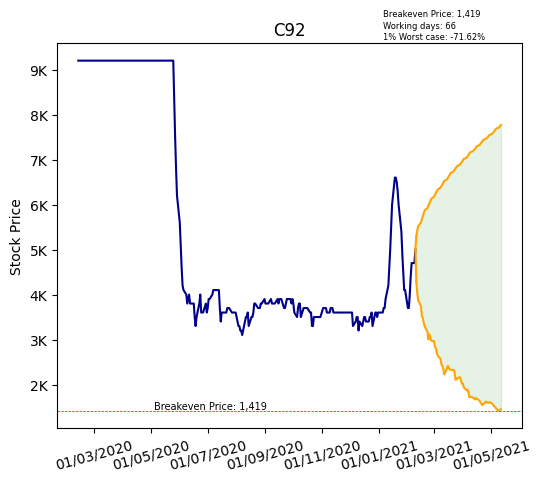 Breakeven Price: 1,419
Working days: 66
1% Worst case: -71.62%
C92
9K
8K
7K
6K
5K
4K
3K
2K
Stock Price
Breakeven Price: 1,419
01/03/2020
01/05/2020
01/07/2020
01/09/2020
01/11/2020
01/01/2021
01/03/2021
01/05/2021